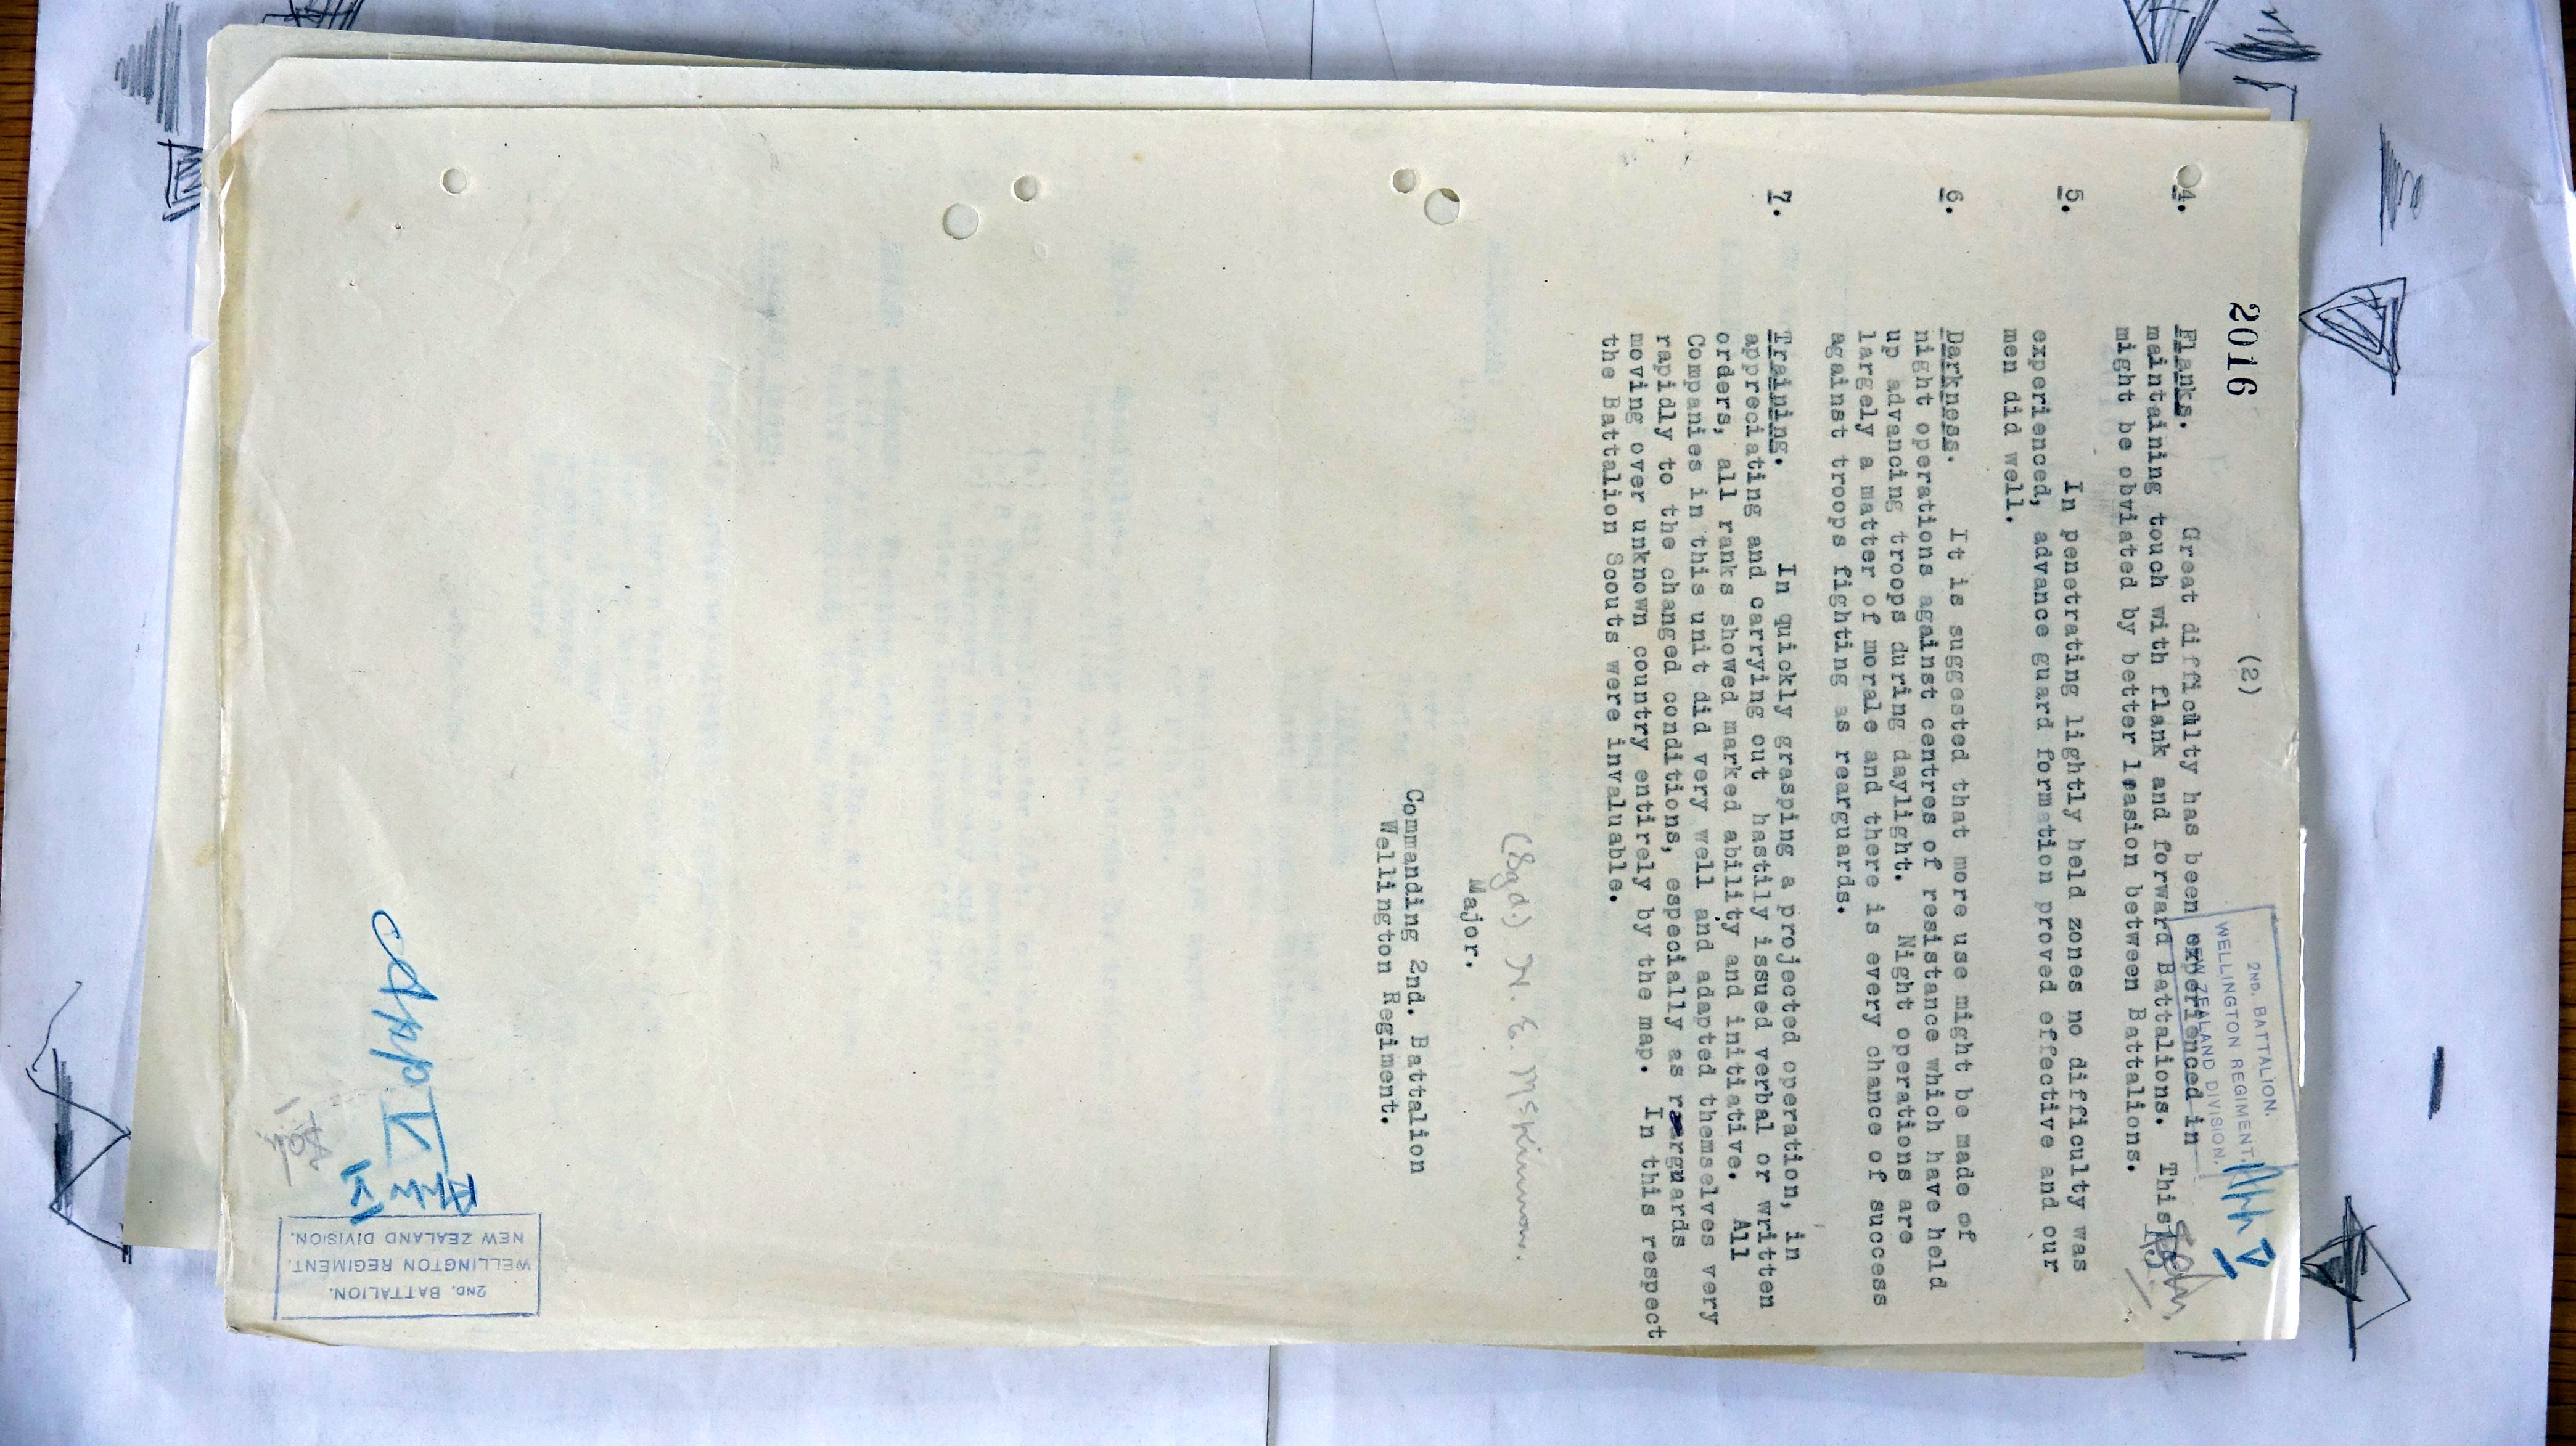 2016
(2)
2ND. BATTALION.
WELLINGTON REGIMENT.
NEW ZEALAND DIVISION.
App V
4. Flanks. Great difficulty has been experienced in
maintaining touch with flank and forward Battalions. This
might be obviated by better leasion between Battalions.
5. In penetrating lightly held zones no difficulty was
experienced, advance guard formation proved effective and our
men did well.
6. Darkness. It is suggested that more use might be made of
night operations against centres of resistance which have held
up advancing troops during daylight. Night operations are
largely a matter of morale and there is every chance of success
against troops fighting as rearguards.
7. Training. In quickly grasping a projected operation, in
appreciating and carrying out hastily issued verbal or written
orders, all ranks showed marked ability and initiative. All
Companies in this unit did very well and adapted themselves very
rapidly to the changed conditions, especially as rearguards
moving over unknown country entirely by the map. In this respect
the Battalion Scouts were invaluable.
(Sgd:) H. E. McKinnon.
Major.
Commanding 2nd. Battalion
Wellington Regiment.
App V
App V
2ND. BATTALION.
WELLINGTON REGIMENT.
NEW ZEALAND DIVISION.